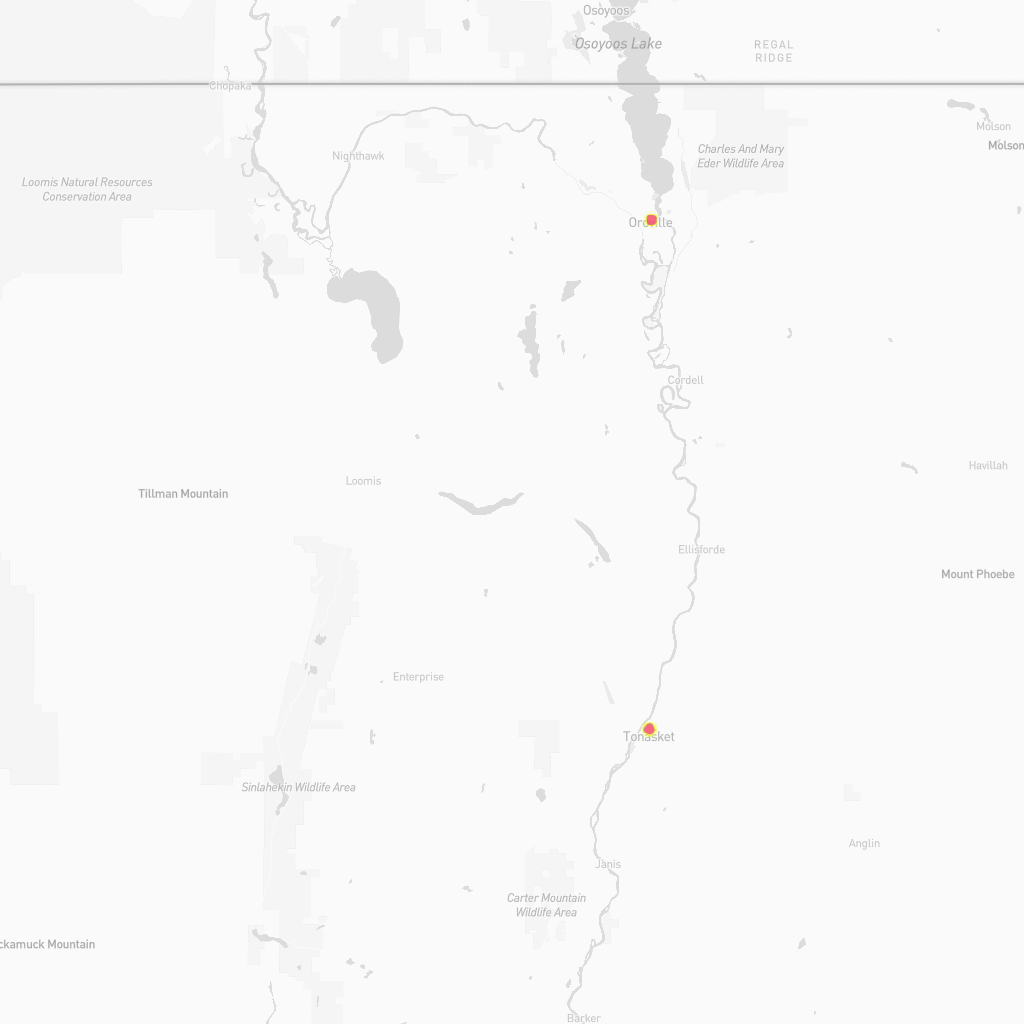 Osoyoos
Osoyoos Lake
REGAL
RIDGE
Chopaka
Molson
Molson
Nighthawk
Charles And Mary
Eder Wildlife Area
Loomis Natural Resources
Conservation Area
Oroville
Cordell
Havillah
Loomis
Tillman Mountain
Ellisforde
Mount Phoebe
Enterprise
Tonasket
Sinlahekin Wildlife Area
Anglin
Janis
Carter Mountain
Wildlife Area
ckamuck Mountain
Barker